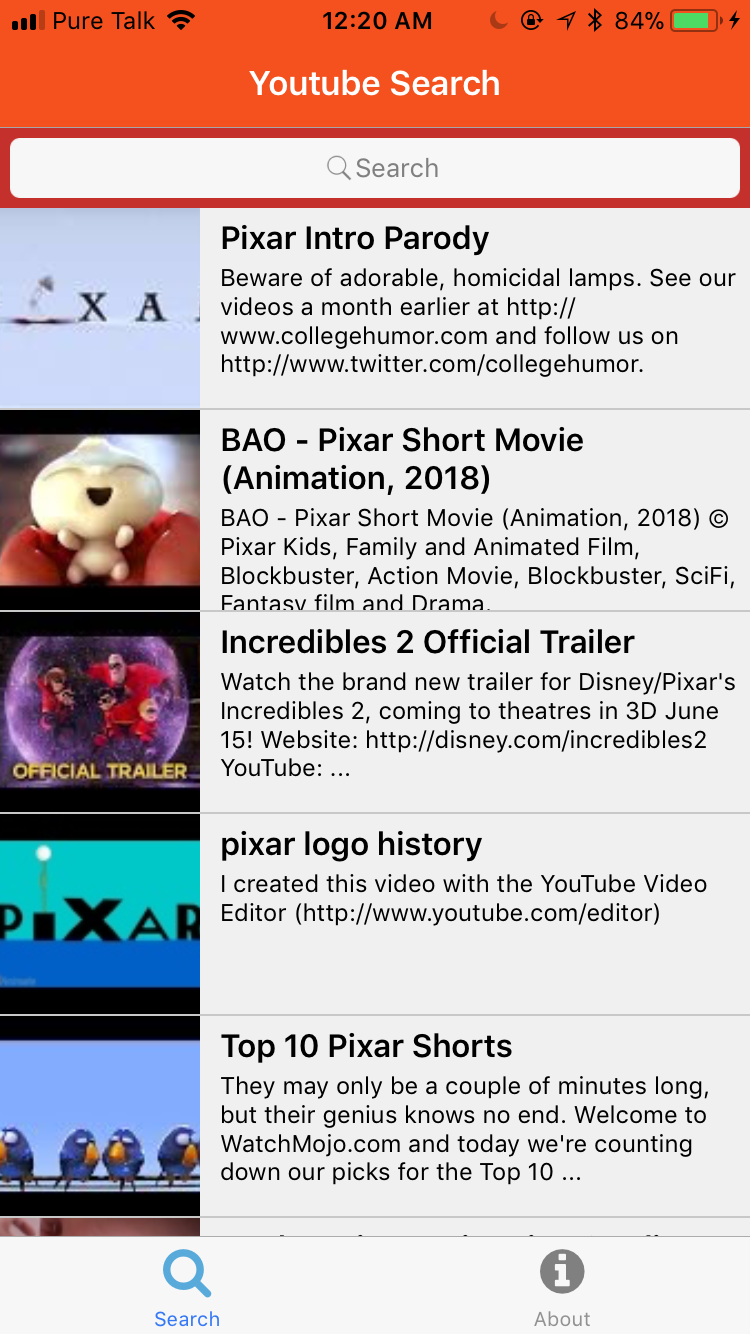 Pure Talk 12:20 AM 84%
Youtube Search
Search
X A
Pixar Intro Parody
Beware of adorable, homicidal lamps. See our
videos a month earlier at http://
www.collegehumor.com and follow us on
http://www.twitter.com/collegehumor.
BAO - Pixar Short Movie
(Animation, 2018)
BAO - Pixar Short Movie (Animation, 2018) ©
Pixar Kids, Family and Animated Film,
Blockbuster, Action Movie, Blockbuster, SciFi,
Fantasy film and Drama.
OFFICIAL TRAILER
Incredibles 2 Official Trailer
Watch the brand new trailer for Disney/Pixar's
Incredibles 2, coming to theatres in 3D June
15! Website: http://disney.com/incredibles2
YouTube: ...
PIXAR
pixar logo history
I created this video with the YouTube Video
Editor (http://www.youtube.com/editor)
Top 10 Pixar Shorts
They may only be a couple of minutes long,
but their genius knows no end. Welcome to
WatchMojo.com and today we're counting
down our picks for the Top 10 ...
Search
About